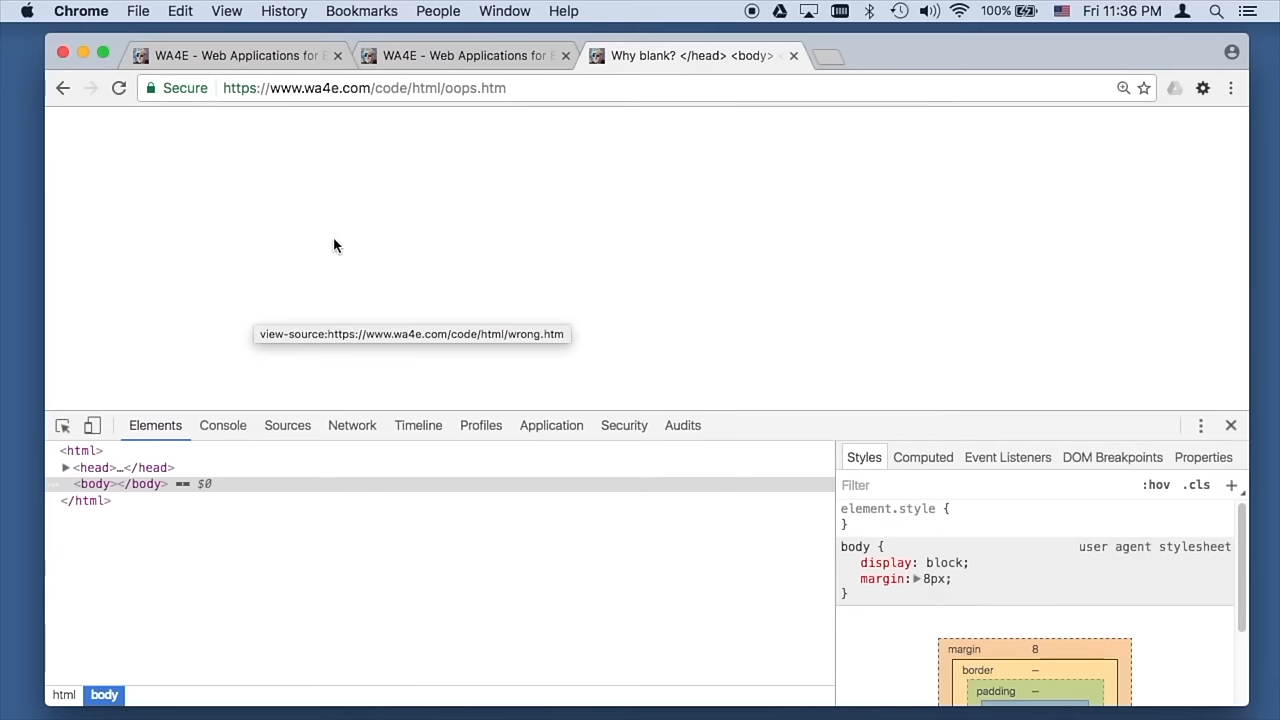 Chrome File Edit View History Bookmarks People Window Help 100% Fri 11:36 PM
WA4E - Web Applications for E WA4E - Web Applications for E Why blank? </head> <body> <
Secure https://www.wa4e.com/code/html/oops.htm
view-source:https://www.wa4e.com/code/html/wrong.htm
Elements Console Sources Network Timeline Profiles Application Security Audits
<html>
<head>…</head>
<body></body> == $0
</html>
html body
Styles Computed Event Listeners DOM Breakpoints Properties
Filter :hov .cls +
element.style {
}
body { user agent stylesheet
display: block;
margin: 8px;
}
margin 8
border –
padding –